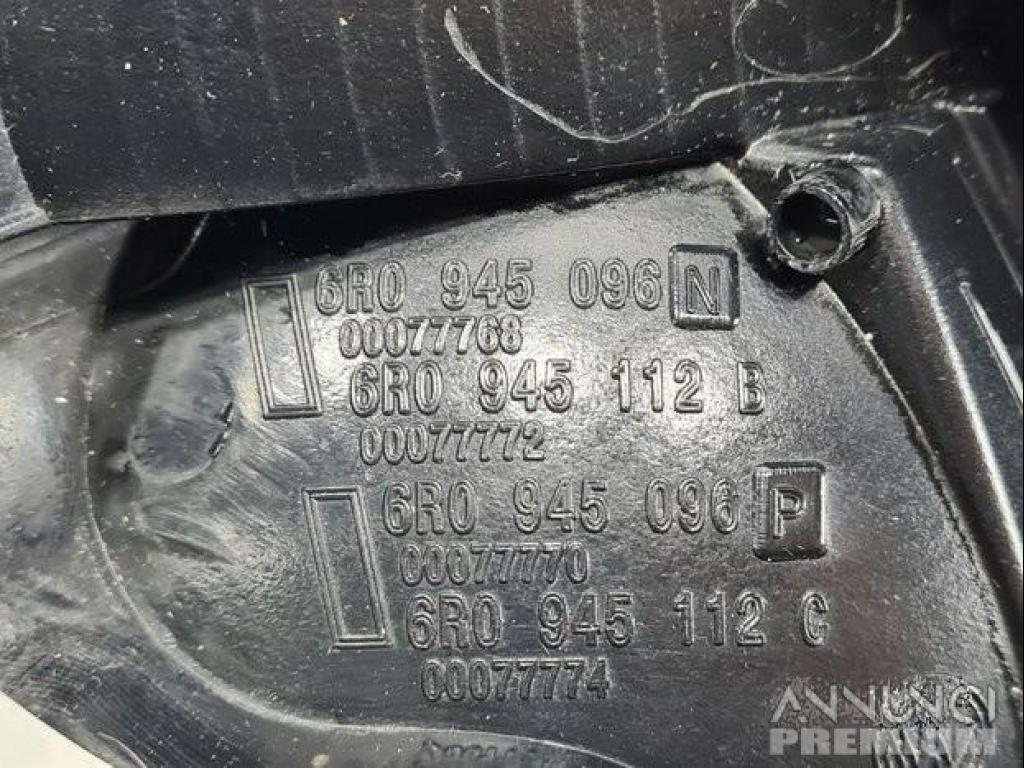 6R0 945 096 N
00077768
6R0 945 112 B
00077772
6R0 945 096 P
00077770
6R0 945 112 C
00077774
ANNUNCI
PREMIUM